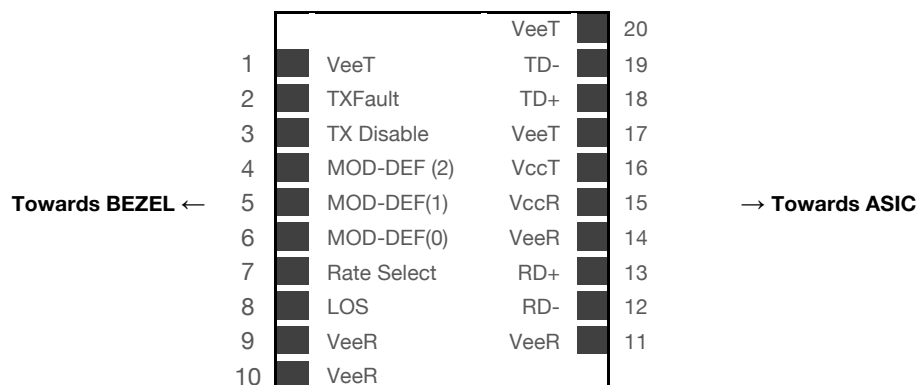 VeeT 20
1 VeeT TD- 19
2 TXFault TD+ 18
3 TX Disable VeeT 17
4 MOD-DEF (2) VccT 16
Towards BEZEL ← 5 MOD-DEF(1) VccR 15 → Towards ASIC
6 MOD-DEF(0) VeeR 14
7 Rate Select RD+ 13
8 LOS RD- 12
9 VeeR VeeR 11
10 VeeR